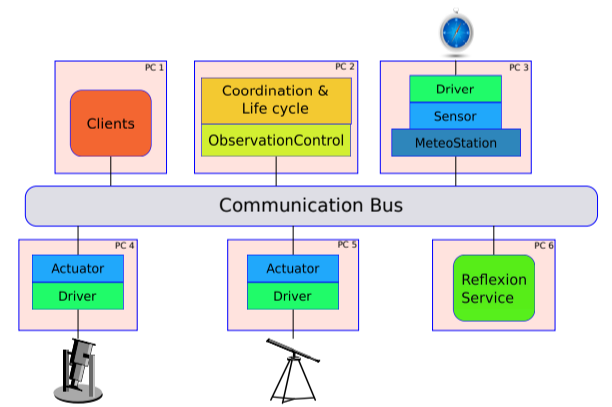 PC 1
Clients
PC 2
Coordination &
Life cycle
ObservationControl
PC 3
Driver
Sensor
MeteoStation
Communication Bus
PC 4
Actuator
Driver
PC 5
Actuator
Driver
PC 6
Reflexion
Service